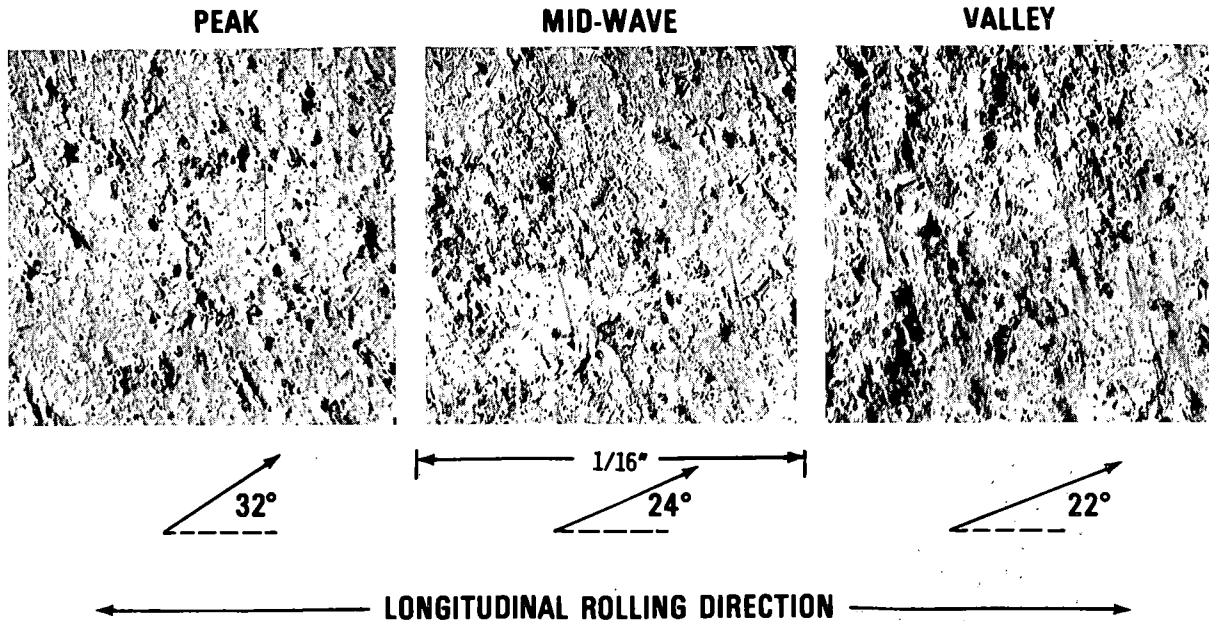 PEAK
MID-WAVE
VALLEY
1/16"
32°
24°
22°
LONGITUDINAL ROLLING DIRECTION